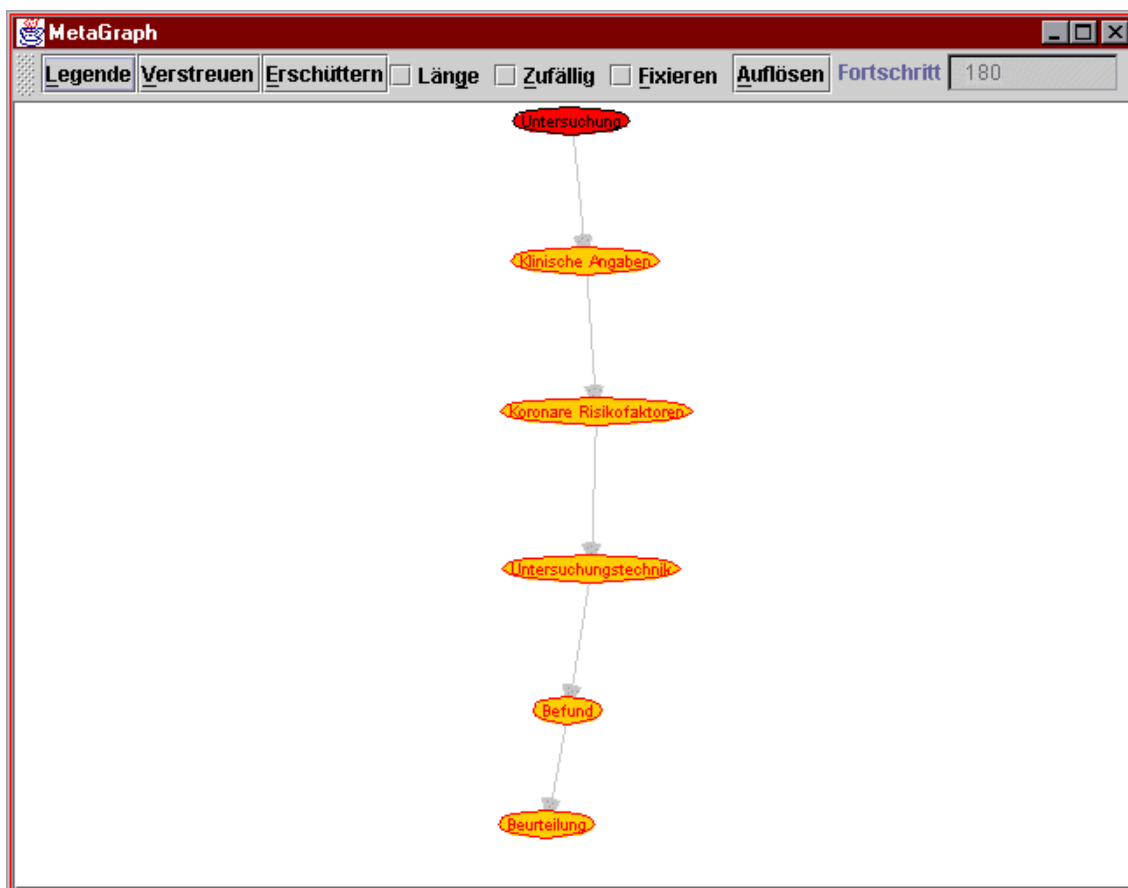 MetaGraph
Legende Verstreuen Erschüttern Länge Zufällig Fixieren Auflösen Fortschritt 180
Untersuchung
Klinische Angaben
Koronare Risikofaktoren
Untersuchungstechnik
Befund
Beurteilung